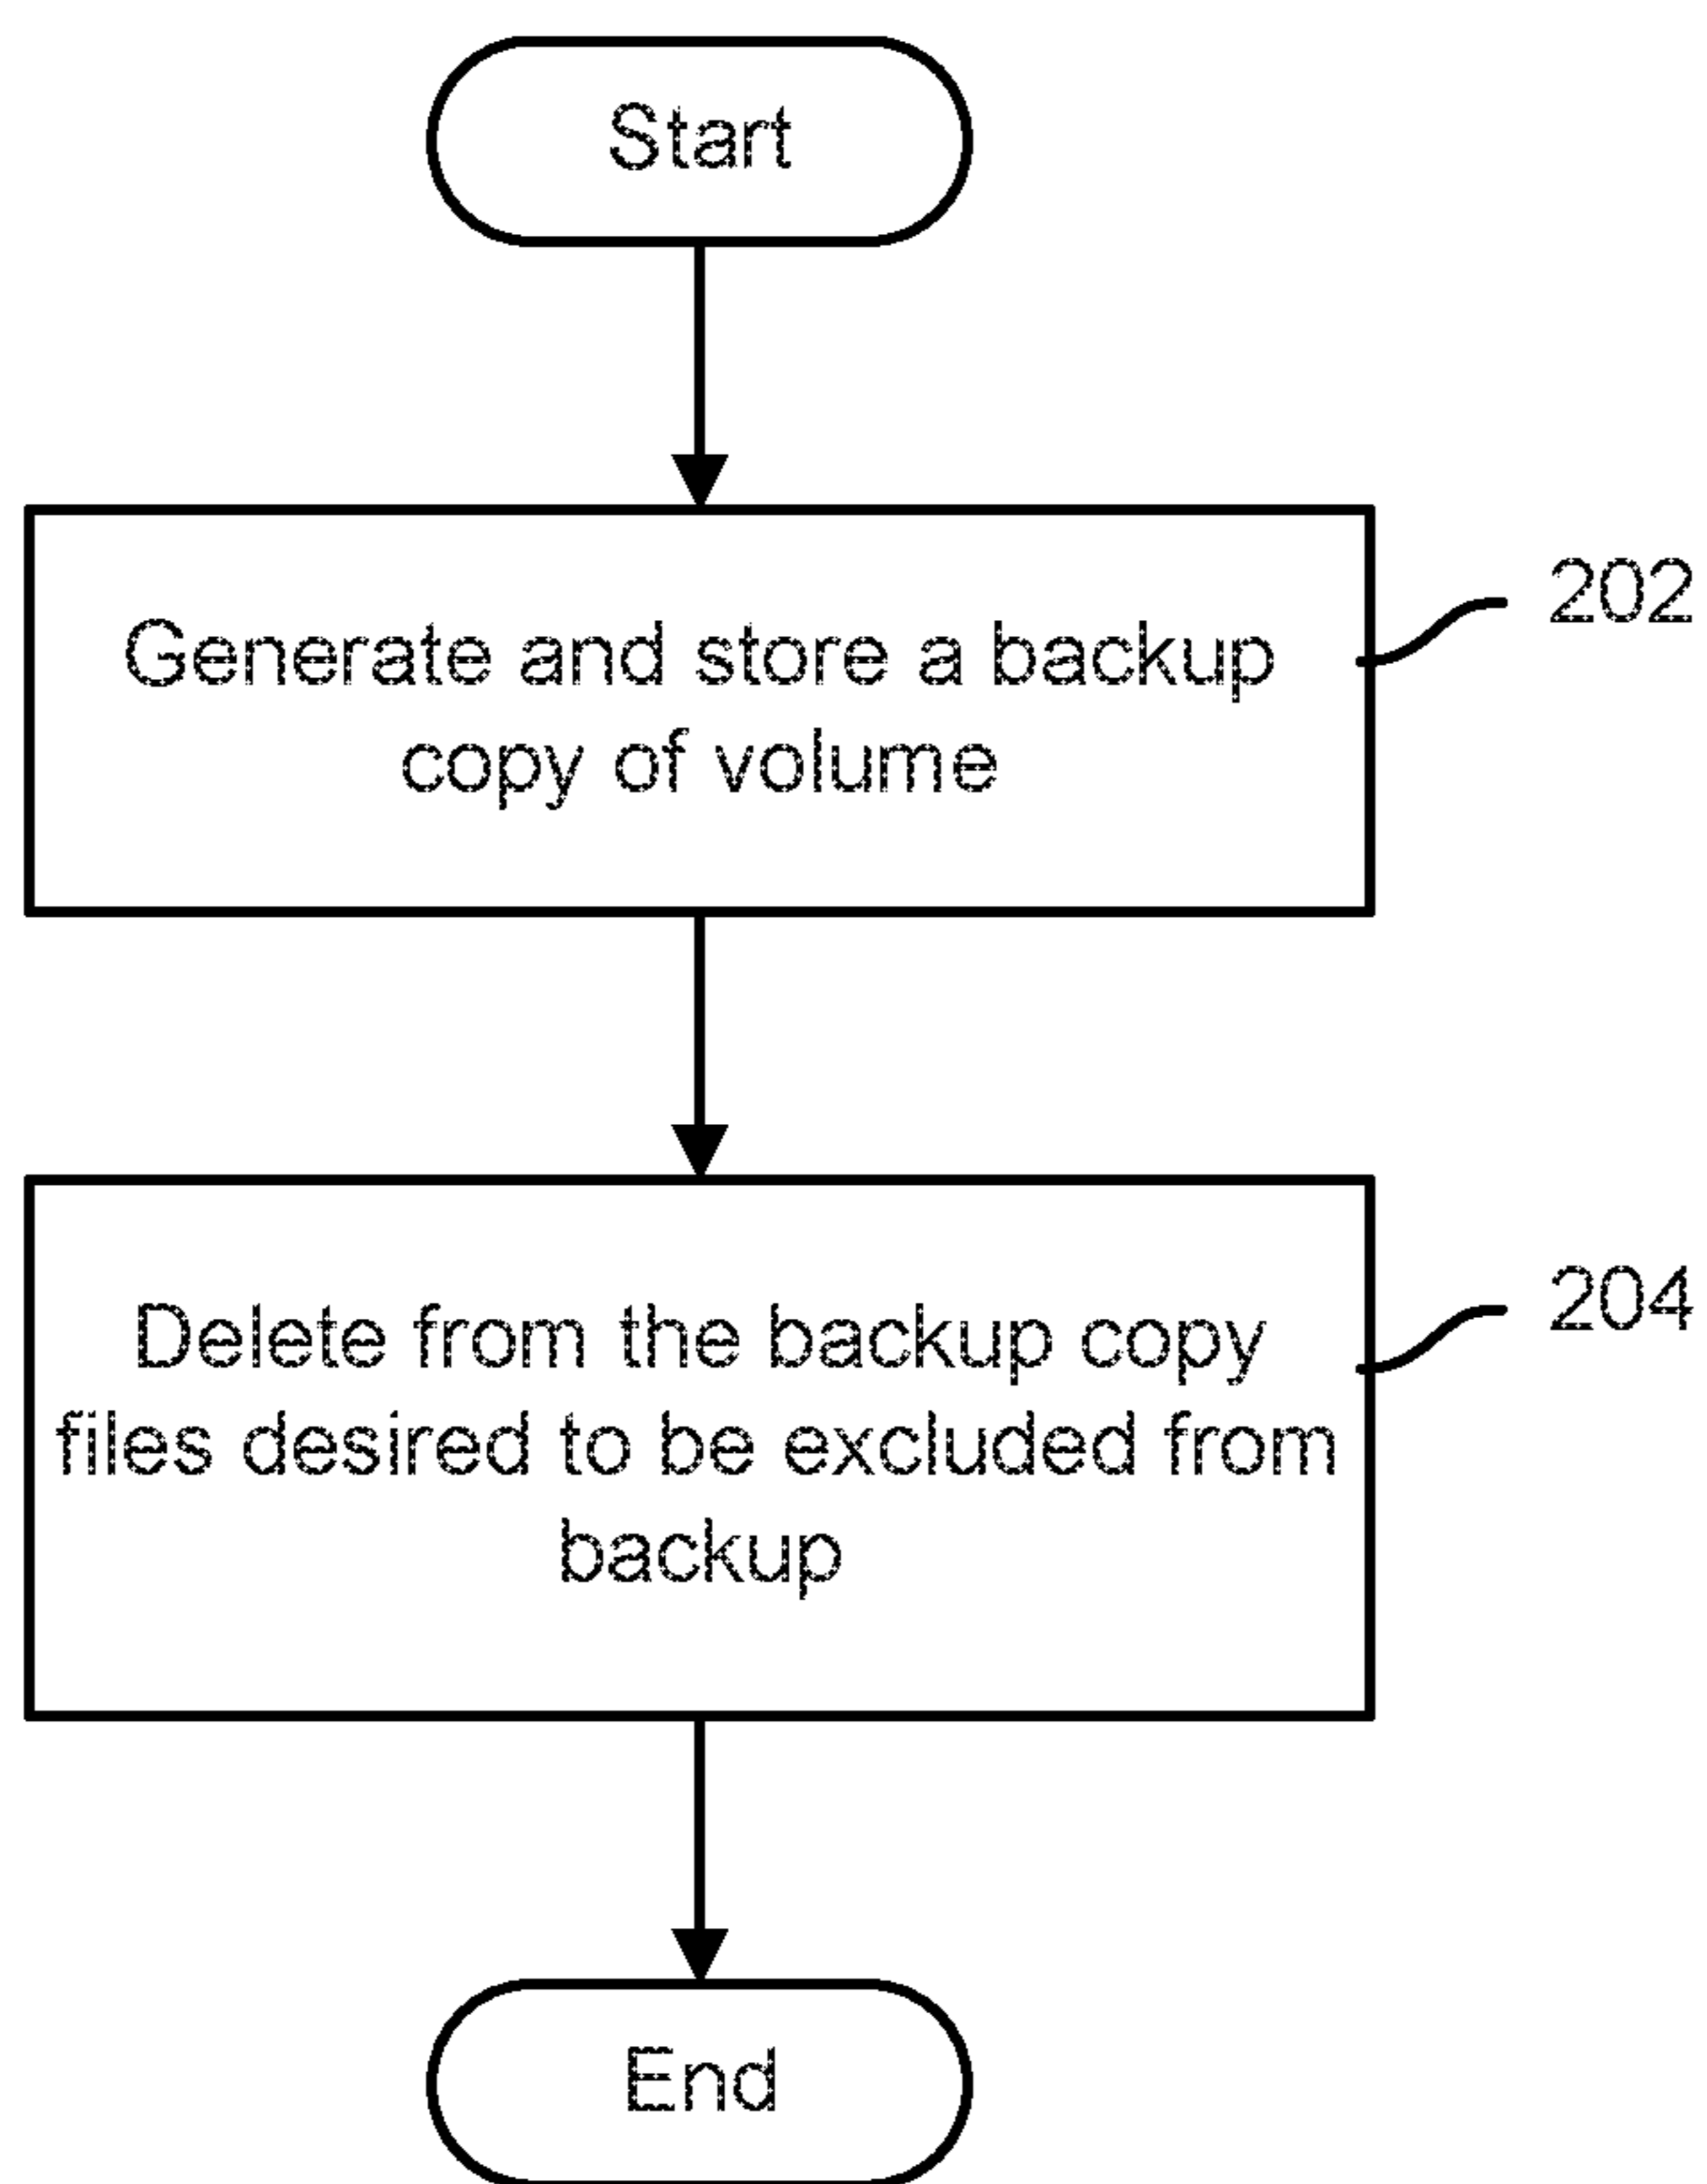 Start
Generate and store a backup
copy of volume
202
Delete from the backup copy
files desired to be excluded from
backup
204
End